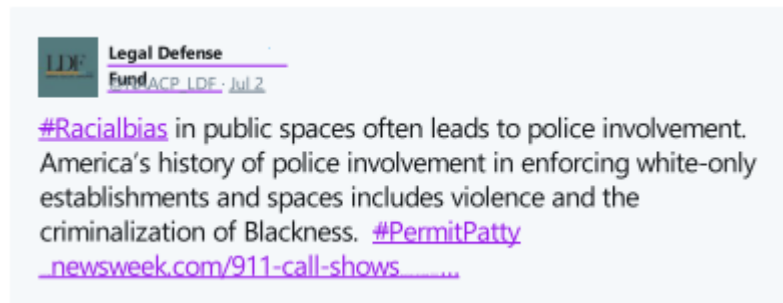 LDF
Legal Defense
Fund
@NAACP_LDF · Jul 2
#Racialbias in public spaces often leads to police involvement.
America's history of police involvement in enforcing white-only
establishments and spaces includes violence and the
criminalization of Blackness. #PermitPatty
newsweek.com/911-call-shows...